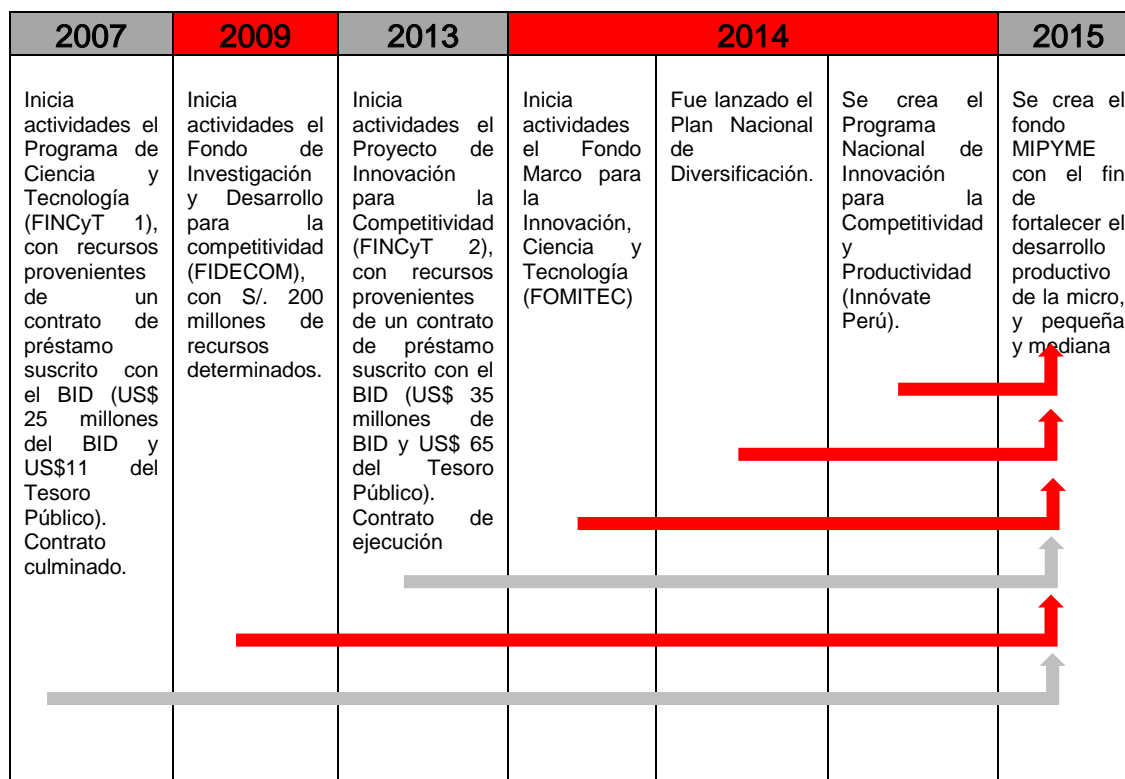 2007
2009
2013
2014
2015
Inicia
actividades el
Programa de
Ciencia y
Tecnología
(FINCyT 1),
con recursos
provenientes
de un
contrato de
préstamo
suscrito con
el BID (US$
25 millones
del BID y
US$11 del
Tesoro
Público).
Contrato
culminado.
Inicia
actividades el
Fondo de
Investigación
y Desarrollo
para la
competitividad
(FIDECOM),
con S/. 200
millones de
recursos
determinados.
Inicia
actividades el
Proyecto de
Innovación
para la
Competitividad
(FINCyT 2),
con recursos
provenientes
de un contrato
de préstamo
suscrito con el
BID (US$ 35
millones de
BID y US$ 65
del Tesoro
Público).
Contrato de
ejecución
Inicia
actividades
el Fondo
Marco para
la
Innovación,
Ciencia y
Tecnología
(FOMITEC)
Fue lanzado el
Plan Nacional
de
Diversificación.
Se crea el
Programa
Nacional de
Innovación
para la
Competitividad
y
Productividad
(Innóvate
Perú).
Se crea el
fondo
MIPYME
con el fin
de
fortalecer el
desarrollo
productivo
de la micro,
y pequeña
y mediana